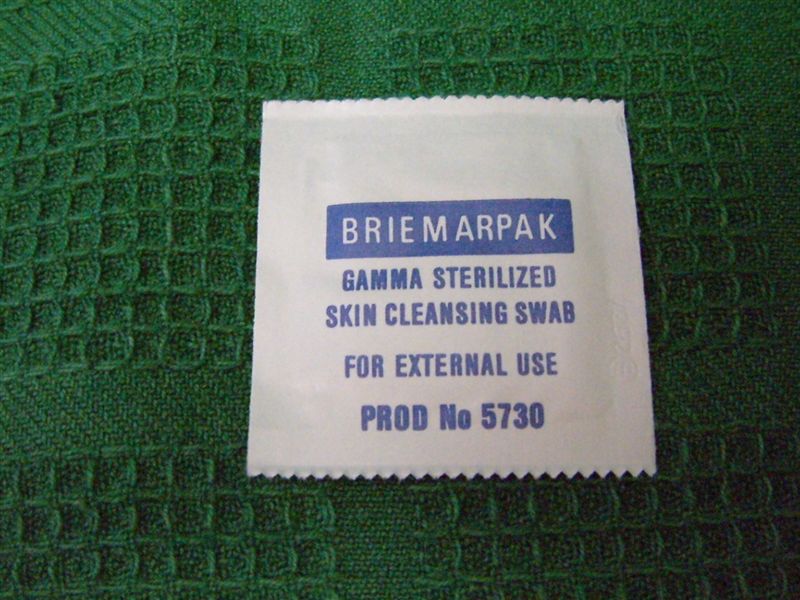 BRIEMARPAK
GAMMA STERILIZED
SKIN CLEANSING SWAB
FOR EXTERNAL USE
PROD No 5730